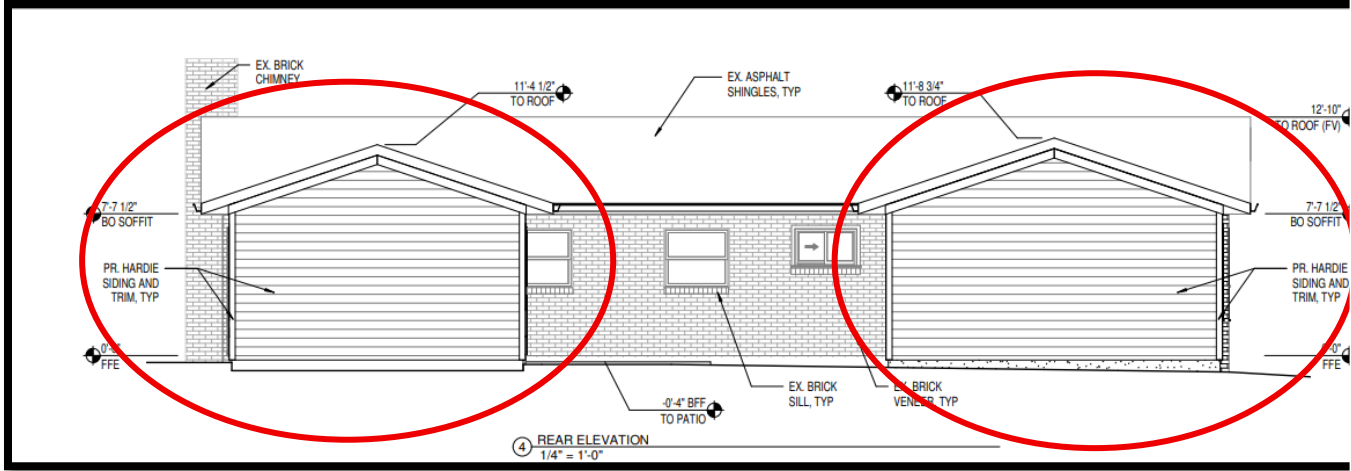 EX. BRICK
CHIMNEY
11'-4 1/2"
TO ROOF
EX. ASPHALT
SHINGLES, TYP
11'-8 3/4"
TO ROOF
12'-10"
TO ROOF (FV)
7'-7 1/2"
BO SOFFIT
7'-7 1/2"
BO SOFFIT
PR. HARDIE
SIDING AND
TRIM, TYP
PR. HARDIE
SIDING AND
TRIM, TYP
FFE
FFE
EX. BRICK
SILL, TYP
EX. BRICK
VENEER, TYP
-0'-4" BFF
TO PATIO
4
REAR ELEVATION
1/4" = 1'-0"